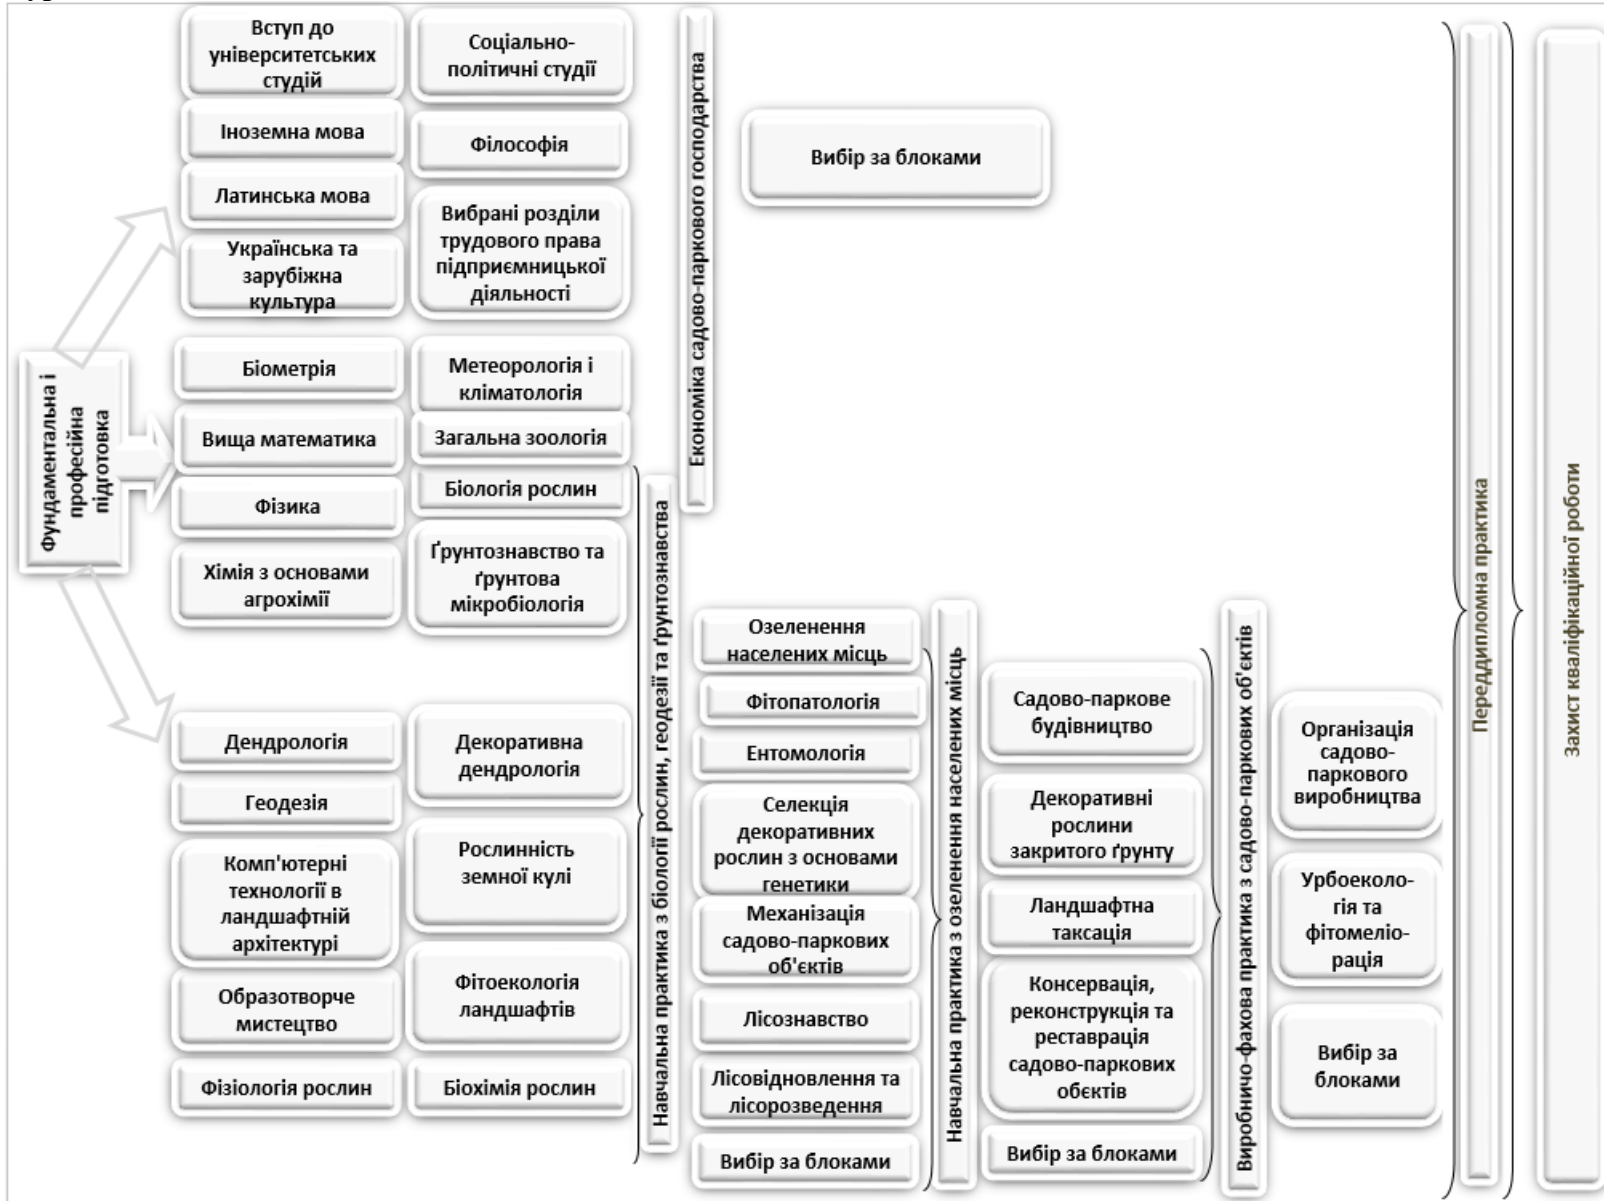 Фундаментальна і
професійна
підготовка
Вступ до
університетських
студій
Іноземна мова
Латинська мова
Українська та
зарубіжна
культура
Біометрія
Вища математика
Фізика
Хімія з основами
агрохімії
Дендрологія
Геодезія
Комп'ютерні
технології в
ландшафтній
архітектурі
Образотворче
мистецтво
Фізіологія рослин
Соціально-
політичні студії
Філософія
Вибрані розділи
трудового права
підприємницької
діяльності
Метеорологія і
кліматологія
Загальна зоологія
Біологія рослин
Ґрунтознавство та
ґрунтова
мікробіологія
Декоративна
дендрологія
Рослинність
земної кулі
Фітоекологія
ландшафтів
Біохімія рослин
Навчальна практика з біології рослин, геодезії та ґрунтознавства
Економіка садово-паркового господарства
Вибір за блоками
Озеленення
населених місць
Фітопатологія
Ентомологія
Селекція
декоративних
рослин з основами
генетики
Механізація
садово-паркових
об'єктів
Лісознавство
Лісовідновлення та
лісорозведення
Вибір за блоками
Навчальна практика з озеленення населених місць
Садово-паркове
будівництво
Декоративні
рослини
закритого ґрунту
Ландшафтна
таксація
Консервація,
реконструкція та
реставрація
садово-паркових
обєктів
Вибір за блоками
Виробничо-фахова практика з садово-паркових об'єктів
Організація
садово-
паркового
виробництва
Урбоеколо-
гія та
фітомеліо-
рація
Вибір за
блоками
Переддипломна практика
Захист кваліфікаційної роботи